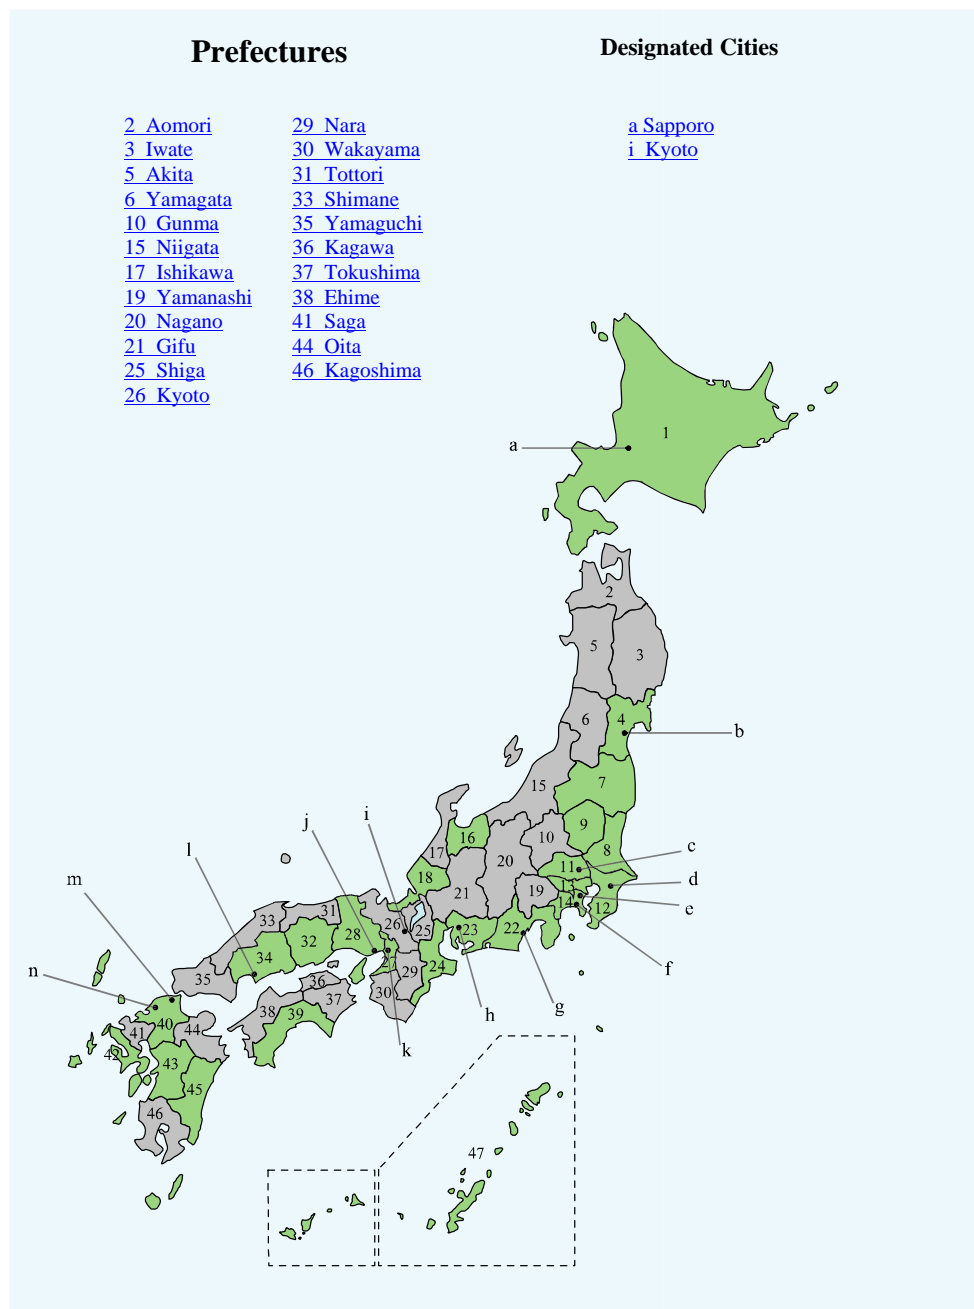 Prefectures
Designated Cities
2 Aomori
3 Iwate
5 Akita
6 Yamagata
10 Gunma
15 Niigata
17 Ishikawa
19 Yamanashi
20 Nagano
21 Gifu
25 Shiga
26 Kyoto
29 Nara
30 Wakayama
31 Tottori
33 Shimane
35 Yamaguchi
36 Kagawa
37 Tokushima
38 Ehime
41 Saga
44 Oita
46 Kagoshima
a Sapporo
i Kyoto
1
a
2
5
3
6
4
b
7
15
9
10
8
i
j
16
17
11
c
l
20
18
13
d
m
19
21
14
12
e
31
33
26
25
23
22
28
32
27
24
34
29
f
n
35
36
30
37
g
38
39
h
40
41
44
k
42
43
45
46
47